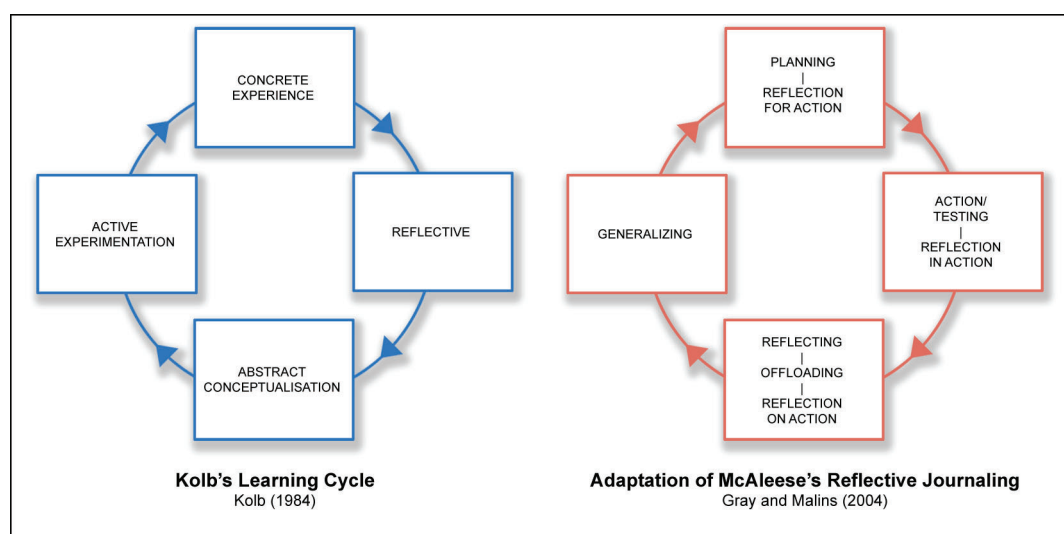 CONCRETE
EXPERIENCE
ACTIVE
EXPERIMENTATION
REFLECTIVE
ABSTRACT
CONCEPTUALISATION
Kolb's Learning Cycle
Kolb (1984)
PLANNING
|
REFLECTION
FOR ACTION
GENERALIZING
ACTION/
TESTING
|
REFLECTION
IN ACTION
REFLECTING
|
OFFLOADING
|
REFLECTION
ON ACTION
Adaptation of McAleese's Reflective Journaling
Gray and Malins (2004)